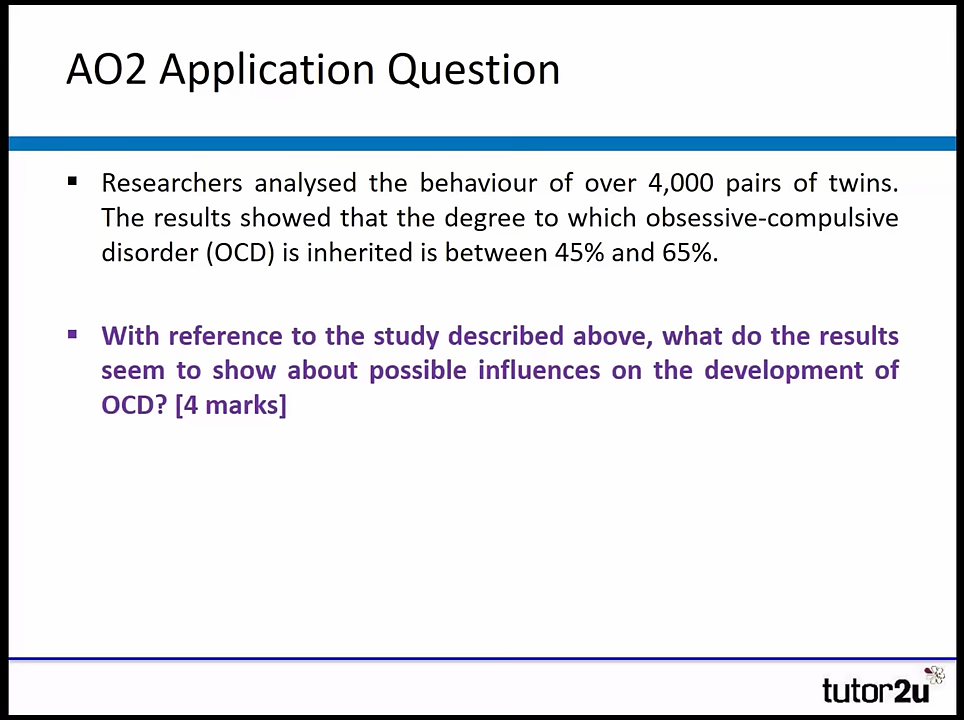 AO2 Application Question
▪ Researchers analysed the behaviour of over 4,000 pairs of twins.
The results showed that the degree to which obsessive-compulsive
disorder (OCD) is inherited is between 45% and 65%.
▪ With reference to the study described above, what do the results
seem to show about possible influences on the development of
OCD? [4 marks]
tutor2u